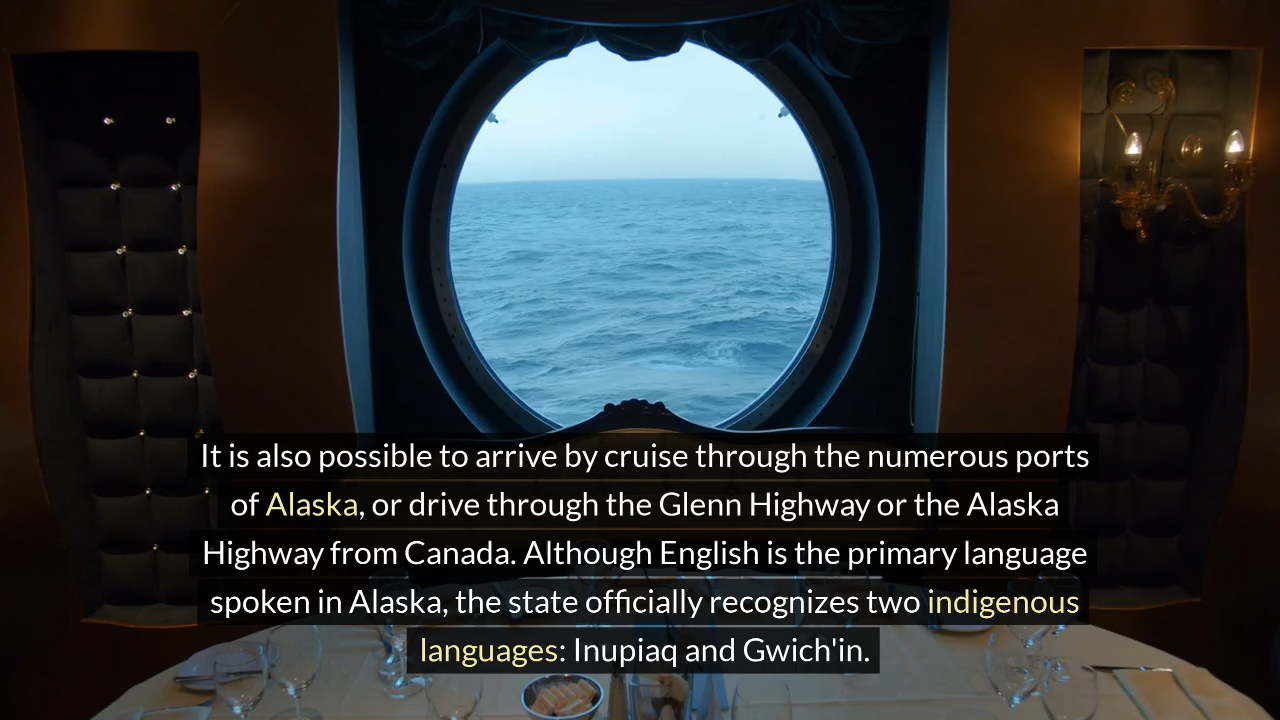 It is also possible to arrive by cruise through the numerous ports
of Alaska, or drive through the Glenn Highway or the Alaska
Highway from Canada. Although English is the primary language
spoken in Alaska, the state officially recognizes two indigenous
languages: Inupiaq and Gwich'in.